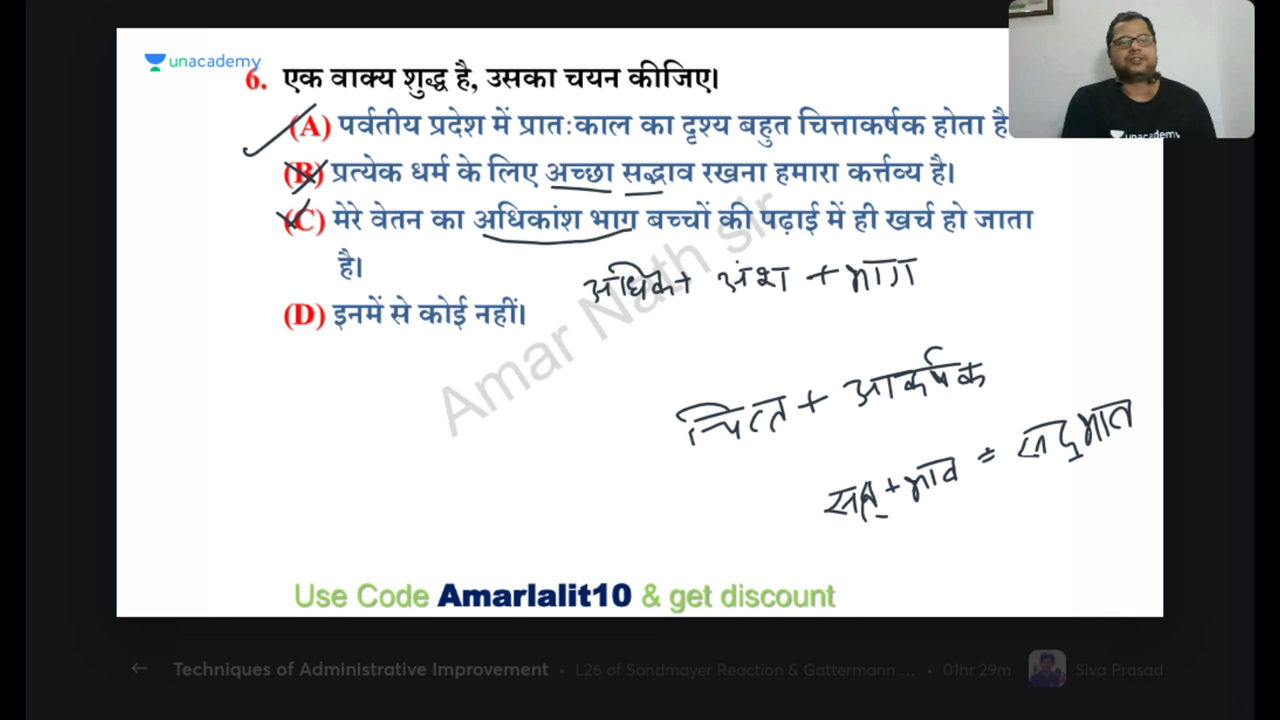 unacademy
6. एक वाक्य शुद्ध है, उसका चयन कीजिए।
(A) पर्वतीय प्रदेश में प्रातःकाल का दृश्य बहुत चित्ताकर्षक होता है
(B) प्रत्येक धर्म के लिए अच्छा सद्भाव रखना हमारा कर्त्तव्य है।
(C) मेरे वेतन का अधिकांश भाग बच्चों की पढ़ाई में ही खर्च हो जाता
है।
अधिक+ अंश + भाग
(D) इनमें से कोई नहीं।
Amar Nath sir
चित्त + आकर्षक
सत् + भाव = सद्भाव
Use Code Amarlalit10 & get discount
unacademy
← Techniques of Administrative Improvement • L26 of Sandmayer Reaction & Gattermann ... • 01hr 29m Siva Prasad